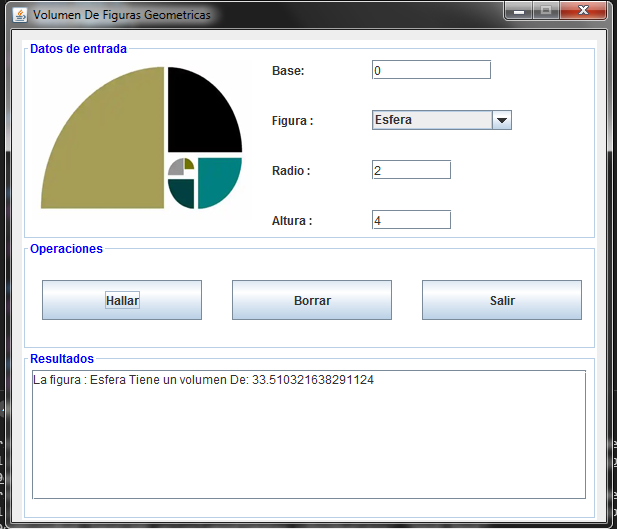 Volumen De Figuras Geometricas
Datos de entrada
Base: 0
Figura : Esfera
Radio : 2
Altura : 4
Operaciones
Hallar Borrar Salir
Resultados
La figura : Esfera Tiene un volumen De: 33.510321638291124